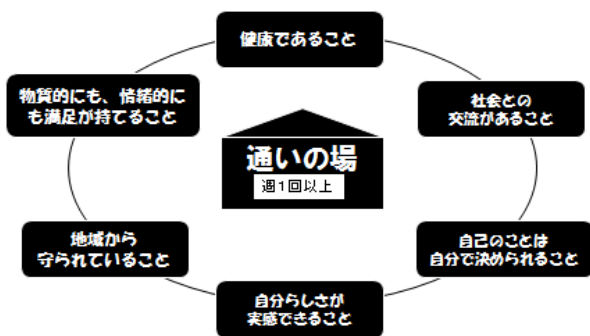 健康であること
物質的にも、情緒的に
も満足が持てること
社会との
交流があること
通いの場
週1回以上
地域から
守られていること
自己のことは
自分で決められること
自分らしさが
実感できること